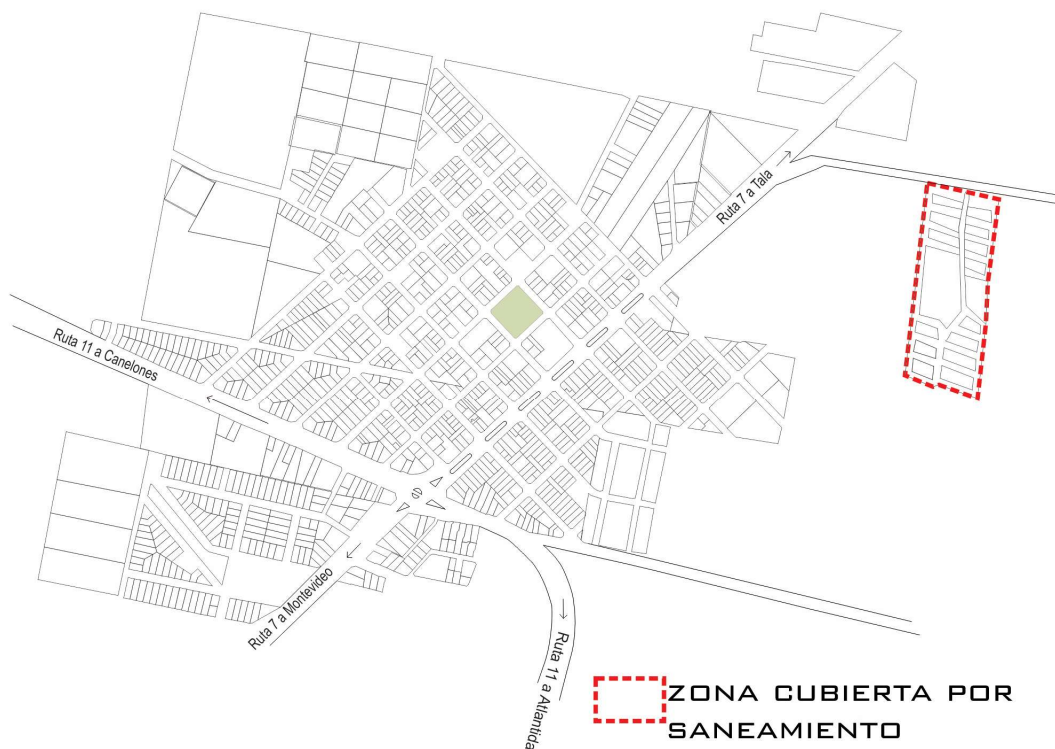 Ruta 7 a Tala
Ruta 11 a Canelones
Ruta 7 a Montevideo
Ruta 11 a Atlantida
ZONA CUBIERTA POR
SANEAMIENTO